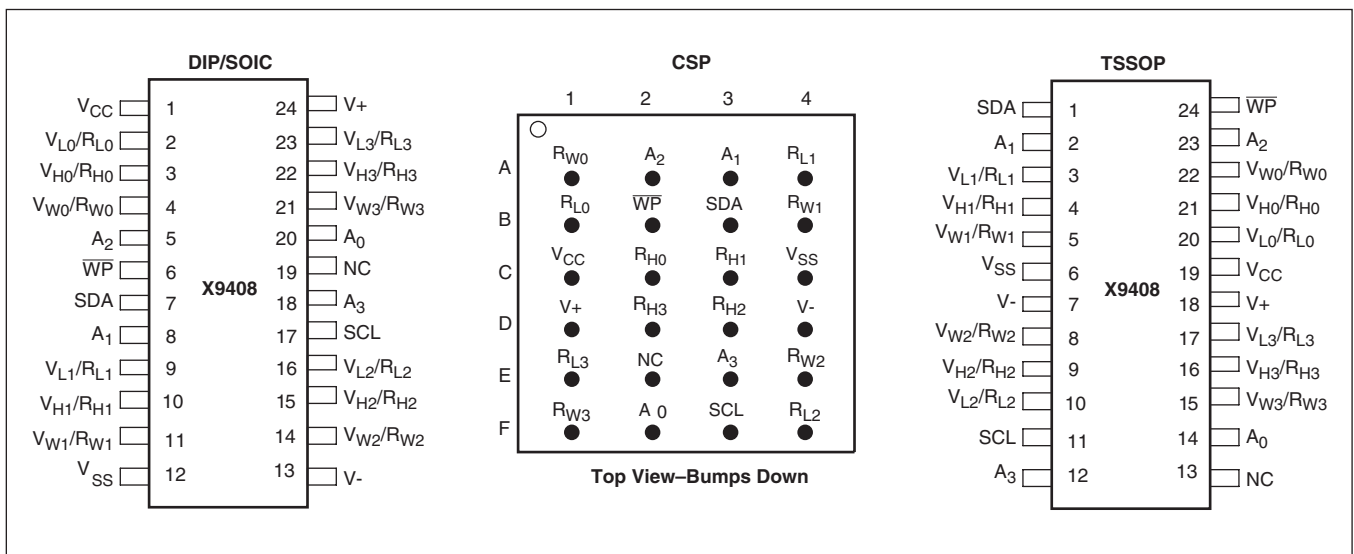 DIP/SOIC
VCC 1 24 V+
VL0/RL0 2 23 VL3/RL3
VH0/RH0 3 22 VH3/RH3
VW0/RW0 4 21 VW3/RW3
A2 5 20 A0
WP 6 19 NC
X9408
SDA 7 18 A3
A1 8 17 SCL
VL1/RL1 9 16 VL2/RL2
VH1/RH1 10 15 VH2/RH2
VW1/RW1 11 14 VW2/RW2
VSS 12 13 V-
CSP
1 2 3 4
A RW0 A2 A1 RL1
B RL0 WP SDA RW1
C VCC RH0 RH1 VSS
D V+ RH3 RH2 V-
E RL3 NC A3 RW2
F RW3 A 0 SCL RL2
Top View–Bumps Down
TSSOP
SDA 1 24 WP
A1 2 23 A2
VL1/RL1 3 22 VW0/RW0
VH1/RH1 4 21 VH0/RH0
VW1/RW1 5 20 VL0/RL0
VSS 6 19 VCC
X9408
V- 7 18 V+
VW2/RW2 8 17 VL3/RL3
VH2/RH2 9 16 VH3/RH3
VL2/RL2 10 15 VW3/RW3
SCL 11 14 A0
A3 12 13 NC